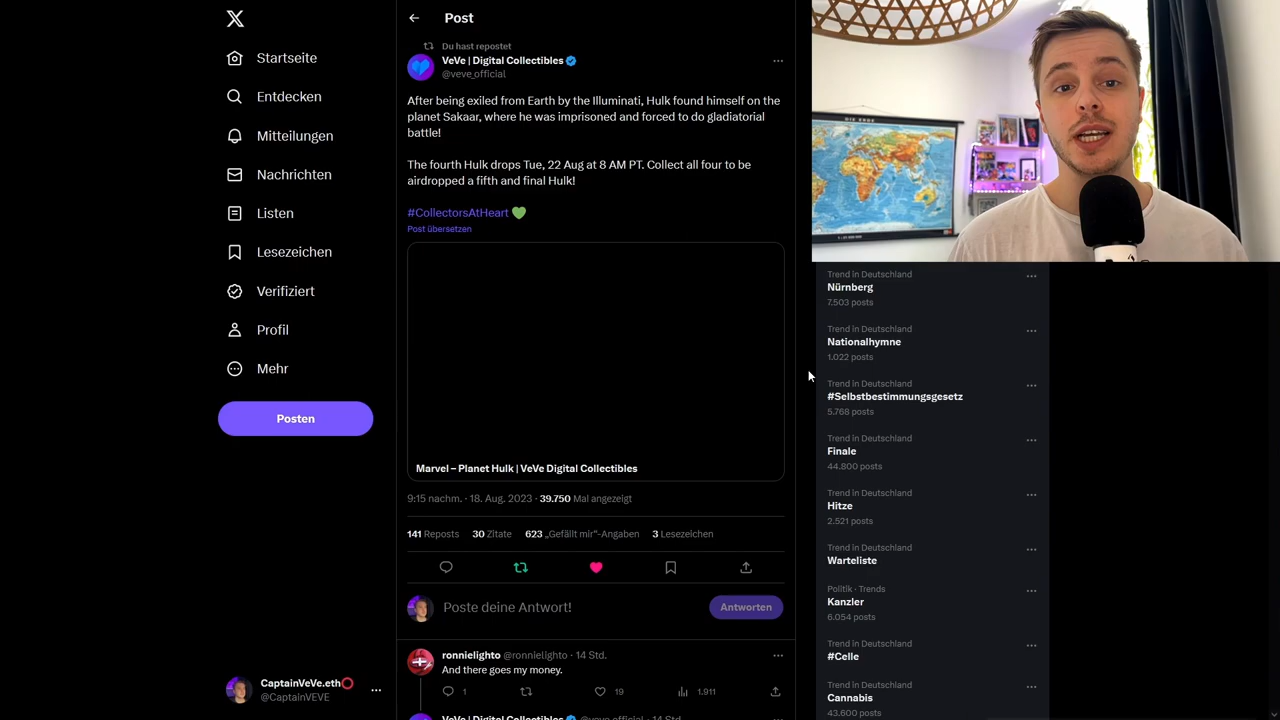 Startseite
Entdecken
Mitteilungen
Nachrichten
Listen
Lesezeichen
Verifiziert
Profil
Mehr
Posten
CaptainVeVe.eth⭕
@CaptainVEVE
Post
Du hast repostet
VeVe | Digital Collectibles
@veve_official
After being exiled from Earth by the Illuminati, Hulk found himself on the
planet Sakaar, where he was imprisoned and forced to do gladiatorial
battle!
The fourth Hulk drops Tue, 22 Aug at 8 AM PT. Collect all four to be
airdropped a fifth and final Hulk!
#CollectorsAtHeart 💚
Post übersetzen
Marvel – Planet Hulk | VeVe Digital Collectibles
9:15 nachm. · 18. Aug. 2023 · 39.750 Mal angezeigt
141 Reposts 30 Zitate 623 „Gefällt mir“-Angaben 3 Lesezeichen
Poste deine Antwort!
Antworten
ronnielighto @ronnielighto · 14 Std.
And there goes my money.
1 19 1.911
VeVe | Digital Collectibles @veve_official · 14 Std.
Trend in Deutschland
Nürnberg
7.503 posts
Trend in Deutschland
Nationalhymne
1.022 posts
Trend in Deutschland
#Selbstbestimmungsgesetz
5.768 posts
Trend in Deutschland
Finale
44.800 posts
Trend in Deutschland
Hitze
2.521 posts
Trend in Deutschland
Warteliste
Politik · Trends
Kanzler
6.054 posts
Trend in Deutschland
#Celle
Trend in Deutschland
Cannabis
43.600 posts